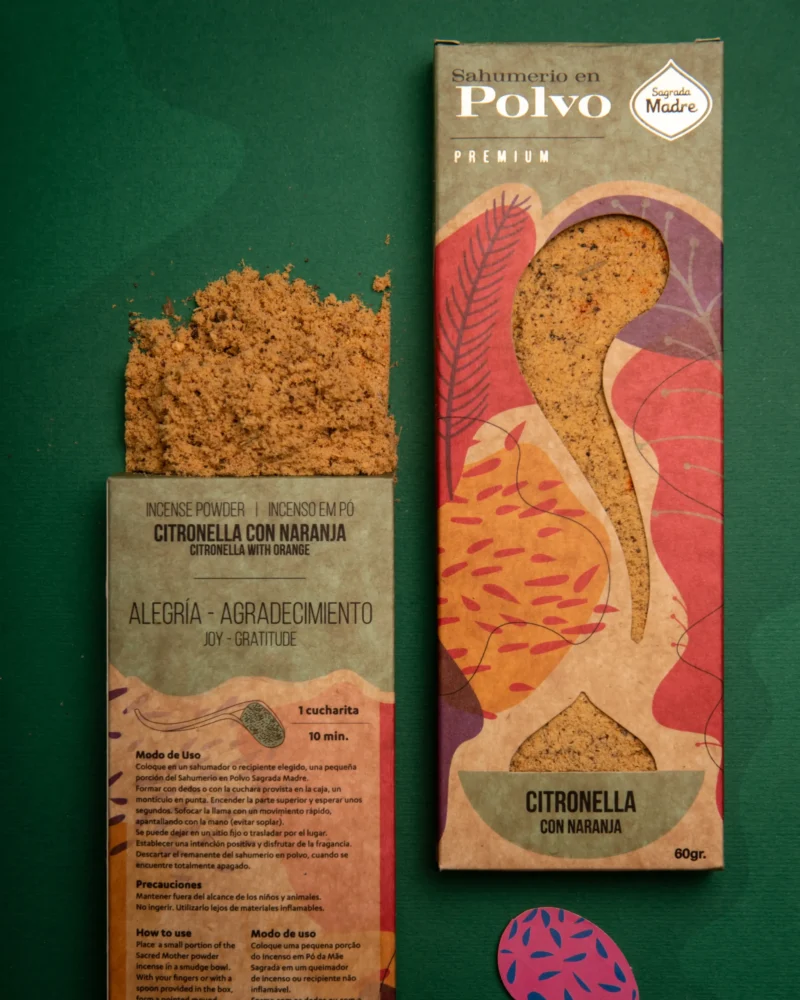 Sahumerio en
Polvo
PREMIUM
Sagrada
Madre
CITRONELLA
CON NARANJA
60gr.
INCENSE POWDER | INCENSO EM PÓ
CITRONELLA CON NARANJA
CITRONELLA WITH ORANGE
ALEGRÍA - AGRADECIMIENTO
JOY - GRATITUDE
1 cucharita
10 min.
Modo de Uso
Coloque en un sahumador o recipiente elegido, una pequeña
porción del Sahumerio en Polvo Sagrada Madre.
Formar con dedos o con la cuchara provista en la caja, un
montículo en punta. Encender la parte superior y esperar unos
segundos. Sofocar la llama con un movimiento rápido,
apantallando con la mano (evitar soplar).
Se puede dejar en un sitio fijo o trasladar por el lugar.
Establecer una intención positiva y disfrutar de la fragancia.
Descartar el remanente del sahumerio en polvo, cuando se
encuentre totalmente apagado.
Precauciones
Mantener fuera del alcance de los niños y animales.
No ingerir. Utilizarlo lejos de materiales inflamables.
How to use
Place a small portion of the
Sacred Mother powder
incense in a smudge bowl.
With your fingers or with a
spoon provided in the box,
form a pointed mound
Modo de uso
Coloque uma pequena porção
do Incenso em Pó da Mãe
Sagrada em um queimador
de incenso ou recipiente não
inflamável.
Forme com os dedos ou com a